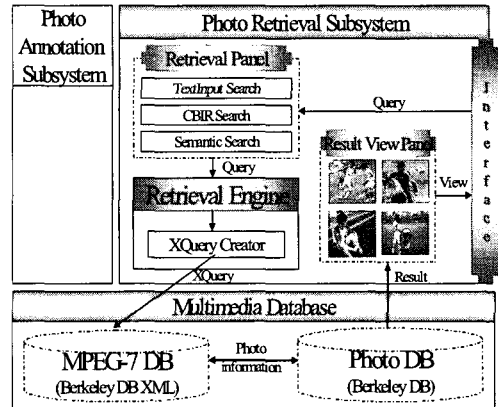 Photo
Annotation
Subsystem
Photo Retrieval Subsystem
Retrieval Panel
TextInput Search
CBIR Search
Semantic Search
Query
Query
Interface
Result View Panel
View
Retrieval Engine
XQuery Creator
XQuery
Result
Multimedia Database
MPEG-7 DB
(Berkeley DB XML)
Photo
information
Photo DB
(Berkeley DB)